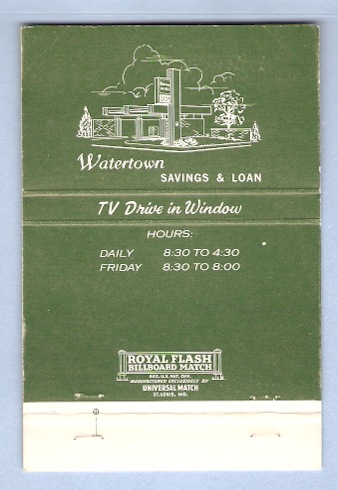 Watertown
SAVINGS & LOAN
TV Drive in Window
HOURS:
DAILY 8:30 TO 4:30
FRIDAY 8:30 TO 8:00
ROYAL FLASH
BILLBOARD MATCH
REG. U.S. PAT. OFF.
MANUFACTURED EXCLUSIVELY BY
UNIVERSAL MATCH
ST. LOUIS, MO.